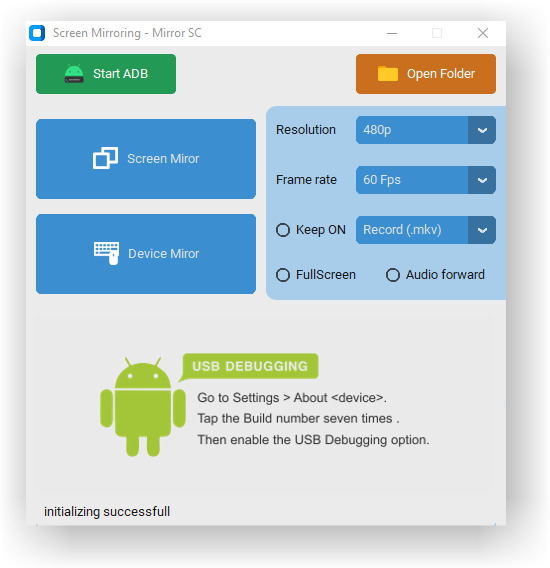 Screen Mirroring - Mirror SC
Start ADB
Open Folder
Screen Miror
Device Miror
Resolution
480p
Frame rate
60 Fps
Keep ON
Record (.mkv)
FullScreen
Audio forward
USB DEBUGGING
Go to Settings > About <device>.
Tap the Build number seven times .
Then enable the USB Debugging option.
initializing successfull